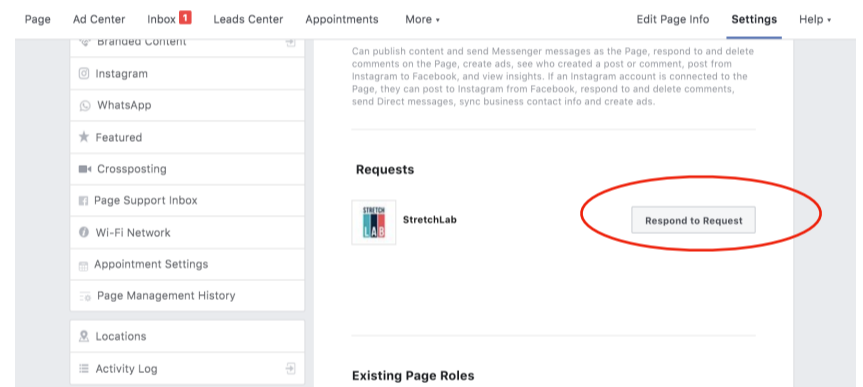 Page Ad Center Inbox 1 Leads Center Appointments More Edit Page Info Settings Help
Branded Content
Instagram
WhatsApp
Featured
Crossposting
Page Support Inbox
Wi-Fi Network
Appointment Settings
Page Management History
Locations
Activity Log
Can publish content and send Messenger messages as the Page, respond to and delete
comments on the Page, create ads, see who created a post or comment, post from
Instagram to Facebook, and view insights. If an Instagram account is connected to the
Page, they can post to Instagram from Facebook, respond to and delete comments,
send Direct messages, sync business contact info and create ads.
Requests
STRETCH
LAB
StretchLab
Respond to Request
Existing Page Roles